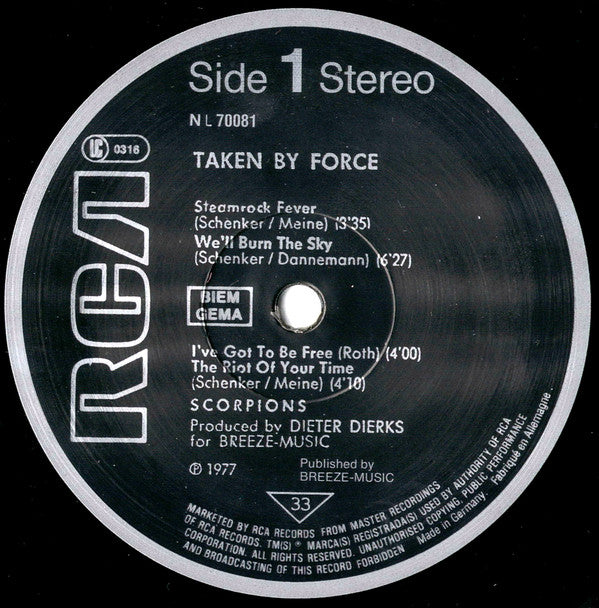 Side 1 Stereo
NL 70081
LC 0316
RCA
TAKEN BY FORCE
Steamrock Fever
(Schenker/Meine) (3'35)
We'll Burn The Sky
(Schenker/Dannemann) (6'27)
BIEM
GEMA
I've Got To Be Free (Roth) (4'00)
The Riot Of Your Time
(Schenker/Meine) (4'10)
SCORPIONS
Produced by DIETER DIERKS
for BREEZE-MUSIC
℗ 1977
Published by
BREEZE-MUSIC
33
MARKETED BY RCA RECORDS FROM MASTER RECORDINGS
OF RCA RECORDS. TM(S) ® MARCA(S) REGISTRADA(S) USED BY AUTHORITY OF RCA
CORPORATION. ALL RIGHTS RESERVED. UNAUTHORISED COPYING, PUBLIC PERFORMANCE
AND BROADCASTING OF THIS RECORD FORBIDDEN Made in Germany. Fabriqué en Allemagne